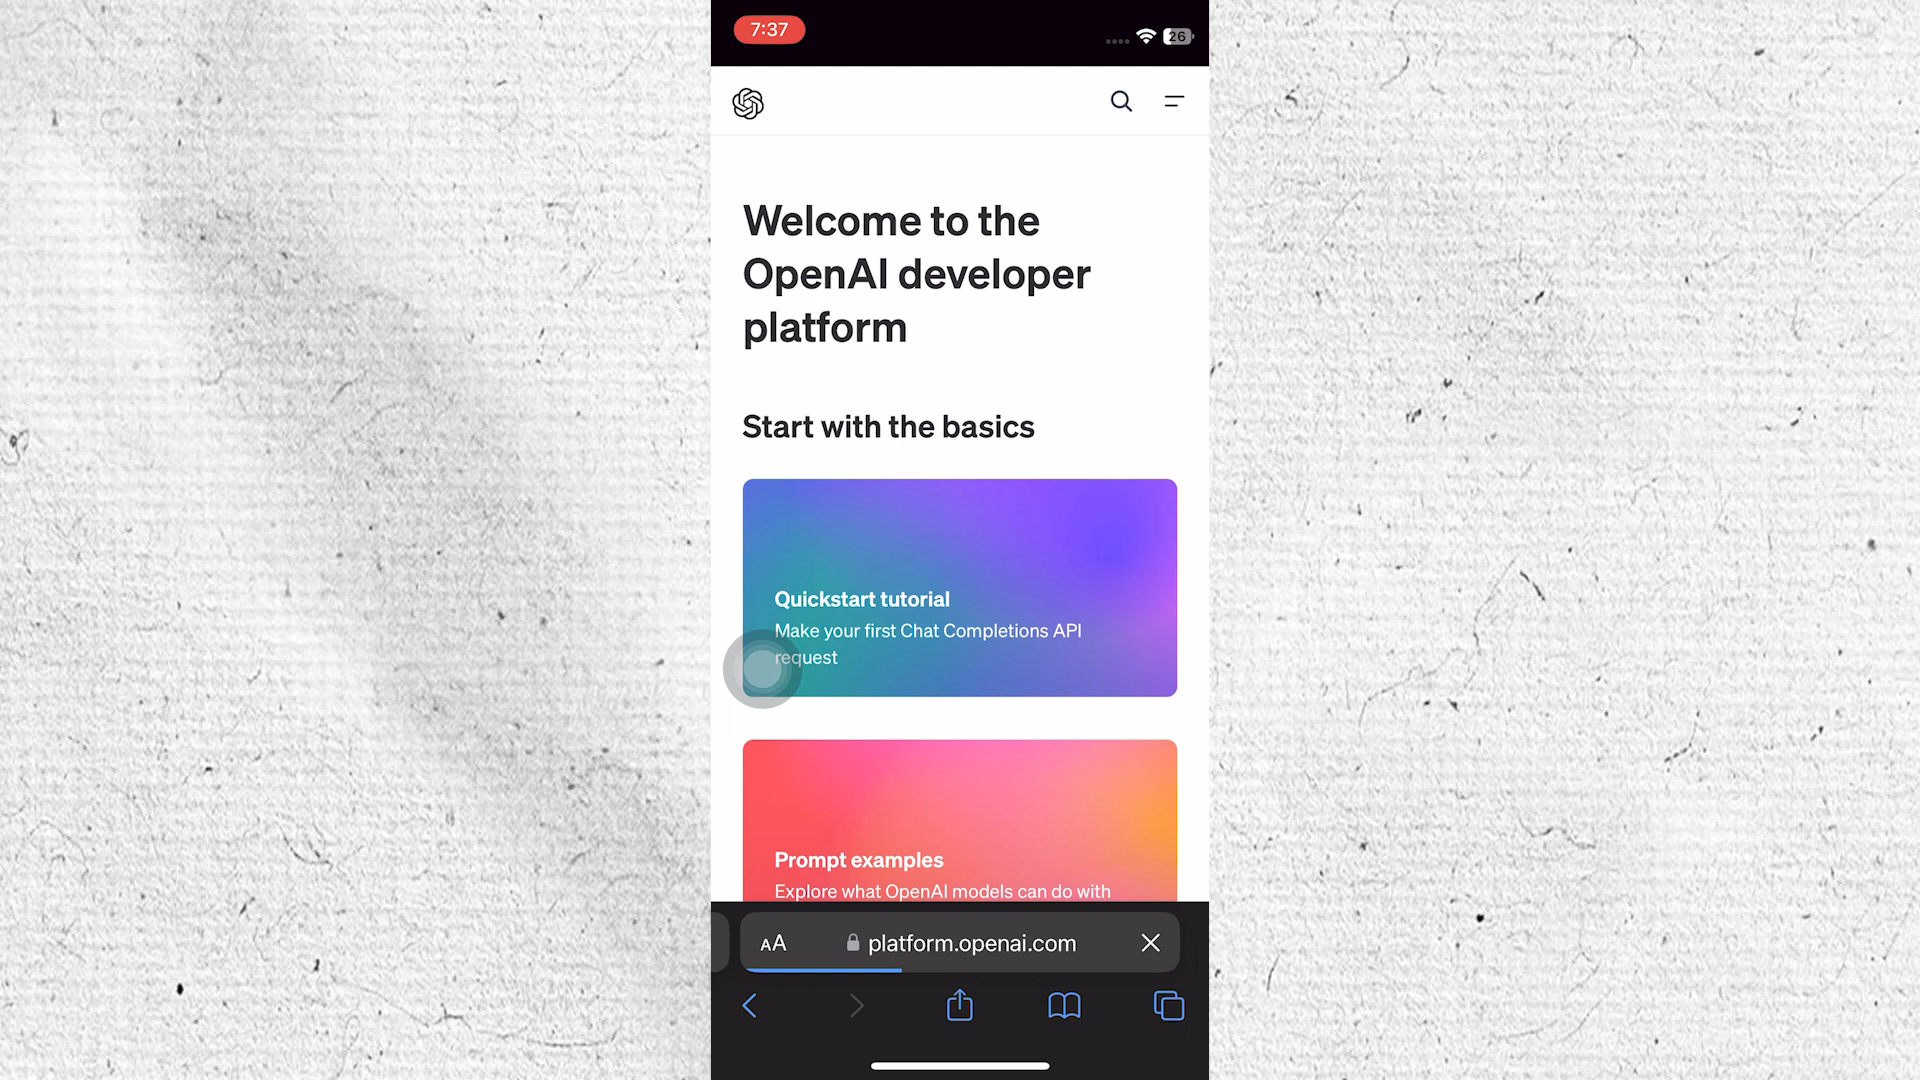 7:37
26
Welcome to the
OpenAI developer
platform
Start with the basics
Quickstart tutorial
Make your first Chat Completions API
request
Prompt examples
Explore what OpenAI models can do with
AA
platform.openai.com